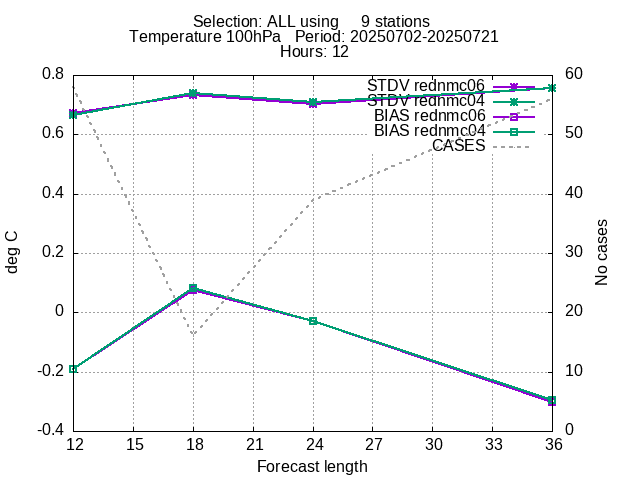 Selection: ALL using     9 stations
Temperature 100hPa   Period: 20250702-20250721
Hours: 12
0.8
0.6
0.4
0.2
0
-0.2
-0.4
deg C
STDV rednmc06
STDV rednmc04
BIAS rednmc06
BIAS rednmc04
CASES
60
50
40
30
20
10
0
No cases
12 15 18 21 24 27 30 33 36
Forecast length